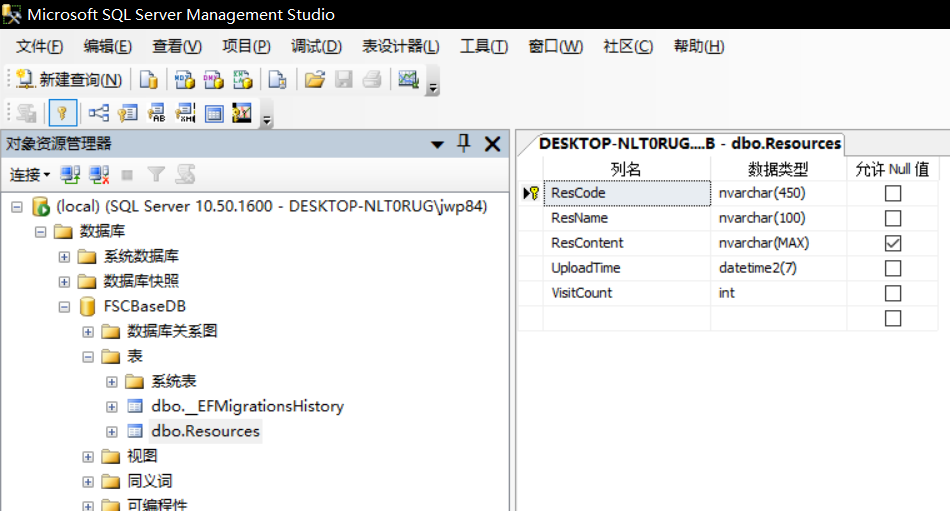 Microsoft SQL Server Management Studio
文件(F) 编辑(E) 查看(V) 项目(P) 调试(D) 表设计器(L) 工具(T) 窗口(W) 社区(C) 帮助(H)
新建查询(N)
对象资源管理器
连接
(local) (SQL Server 10.50.1600 - DESKTOP-NLT0RUG\jwp84)
数据库
系统数据库
数据库快照
FSCBaseDB
数据库关系图
表
系统表
dbo.__EFMigrationsHistory
dbo.Resources
视图
同义词
可编程性
DESKTOP-NLT0RUG....B - dbo.Resources
列名 数据类型 允许 Null 值
ResCode nvarchar(450)
ResName nvarchar(100)
ResContent nvarchar(MAX)
UploadTime datetime2(7)
VisitCount int